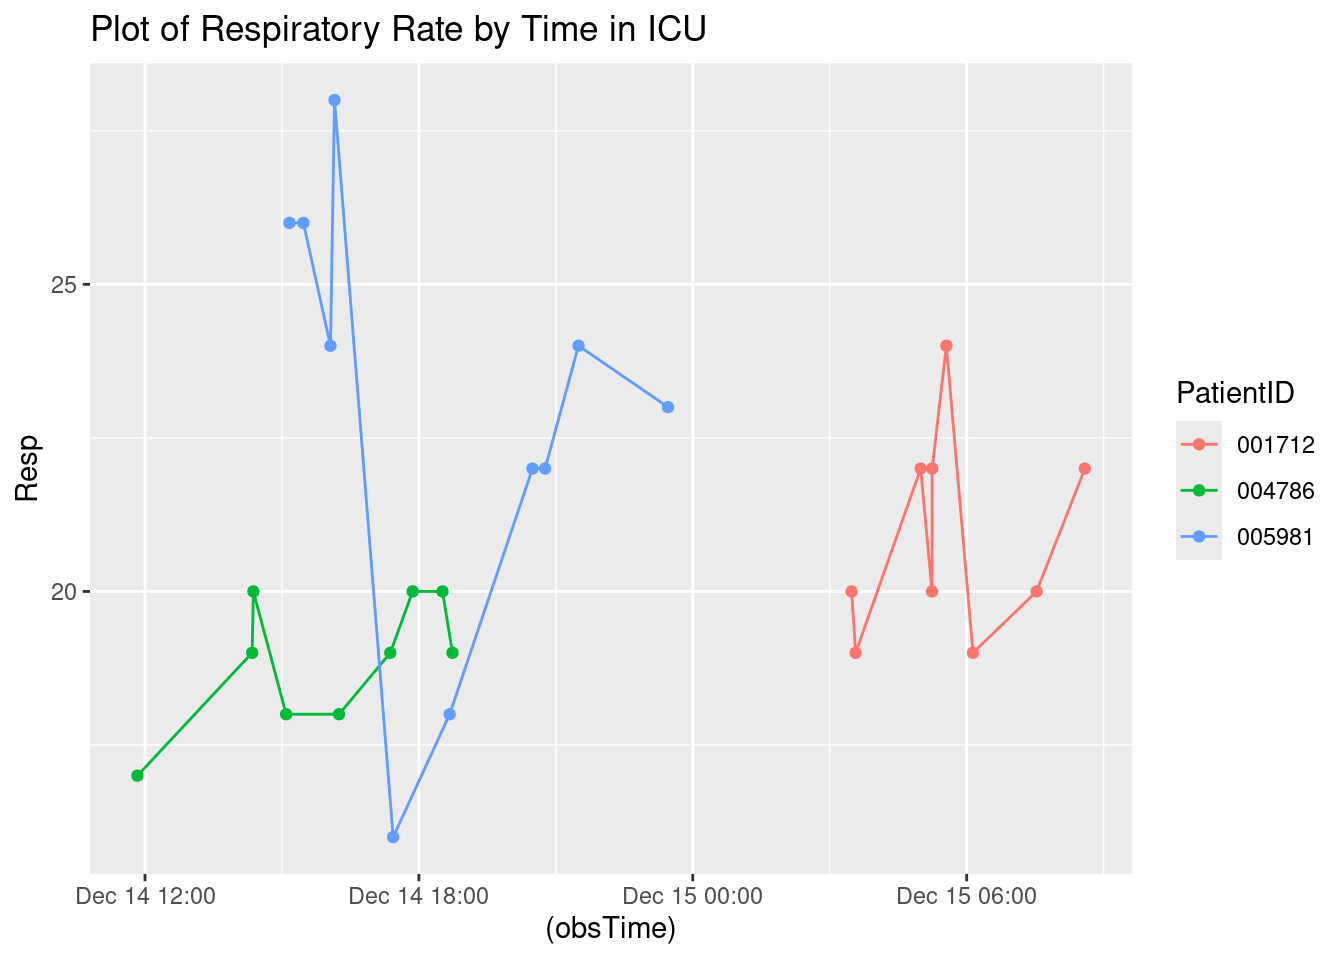 Plot of Respiratory Rate by Time in ICU
25
20
Resp
Dec 14 12:00
Dec 14 18:00
Dec 15 00:00
Dec 15 06:00
(obsTime)
PatientID
001712
004786
005981